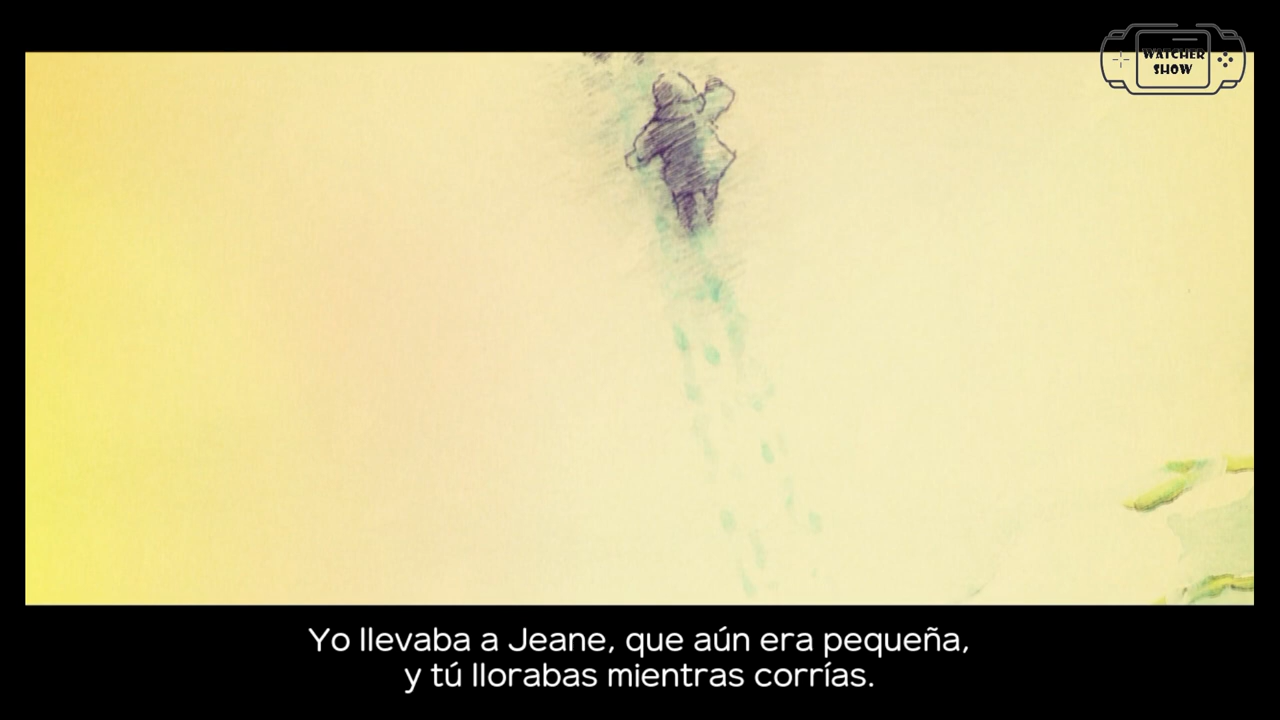 WATCHER
SHOW
Yo llevaba a Jeane, que aún era pequeña,
y tú llorabas mientras corrías.